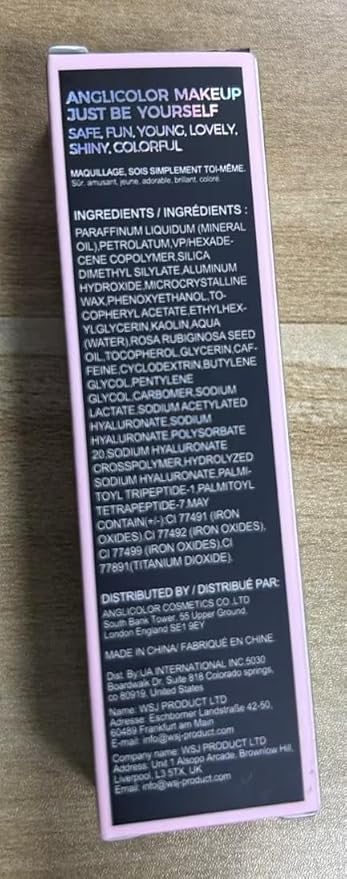 ANGLICOLOR MAKEUP
JUST BE YOURSELF
SAFE, FUN, YOUNG, LOVELY,
SHINY, COLORFUL
MAQUILLAGE, SOIS SIMPLEMENT TOI-MÊME.
Sûr, amusant, jeune, adorable, brillant, coloré.
INGREDIENTS / INGRÉDIENTS :
PARAFFINUM LIQUIDUM (MINERAL
OIL),PETROLATUM,VP/HEXADE-
CENE COPOLYMER,SILICA
DIMETHYL SILYLATE,ALUMINUM
HYDROXIDE,MICROCRYSTALLINE
WAX,PHENOXYETHANOL,TO-
COPHERYL ACETATE,ETHYLHEX-
YLGLYCERIN,KAOLIN,AQUA
(WATER),ROSA RUBIGINOSA SEED
OIL,TOCOPHEROL,GLYCERIN,CAF-
FEINE,CYCLODEXTRIN,BUTYLENE
GLYCOL,PENTYLENE
GLYCOL,CARBOMER,SODIUM
LACTATE,SODIUM ACETYLATED
HYALURONATE,SODIUM
HYALURONATE,POLYSORBATE
20,SODIUM HYALURONATE
CROSSPOLYMER,HYDROLYZED
SODIUM HYALURONATE,PALMI-
TOYL TRIPEPTIDE-1,PALMITOYL
TETRAPEPTIDE-7,MAY
CONTAIN(+/-):CI 77491 (IRON
OXIDES),CI 77492 (IRON OXIDES),
CI 77499 (IRON OXIDES),CI
77891(TITANIUM DIOXIDE).
DISTRIBUTED BY / DISTRIBUÉ PAR:
ANGLICOLOR COSMETICS CO .,LTD
South Bank Tower, 55 Upper Ground,
London England SE1 9EY
MADE IN CHINA/ FABRIQUÉ EN CHINE
Dist. By:UA INTERNATIONAL INC.5030
Boardwalk Dr. Suite 818 Colorado springs,
co 80919, United States
Name: WSJ PRODUCT LTD
Adresse: Eschborner Landstraße 42-50,
60489 Frankfurt am Main
E-mail: info@wsj-product.com
Company name: WSJ PRODUCT LTD
Address: Unit 1 Alsopo Arcade, Brownlow Hill,
Liverpool, L3 5TX, UK
Email: info@wsj-product.com